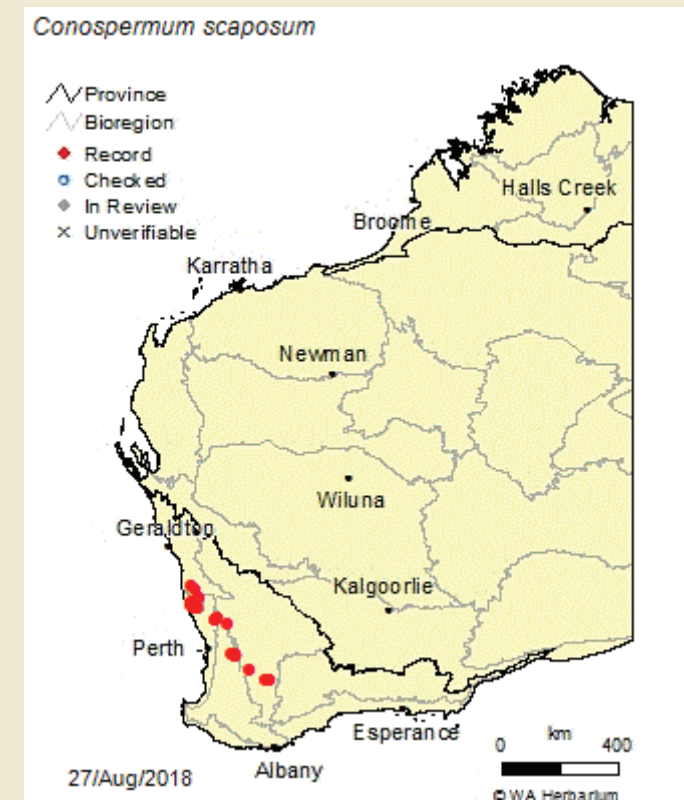 Conospermum scaposum
Province
Bioregion
Record
Checked
In Review
Unverifiable
Halls Creek
Broome
Karratha
Newman
Wiluna
Geraldton
Kalgoorlie
Perth
Esperance
0 km 400
Albany
27/Aug/2018
© WA Herbarium